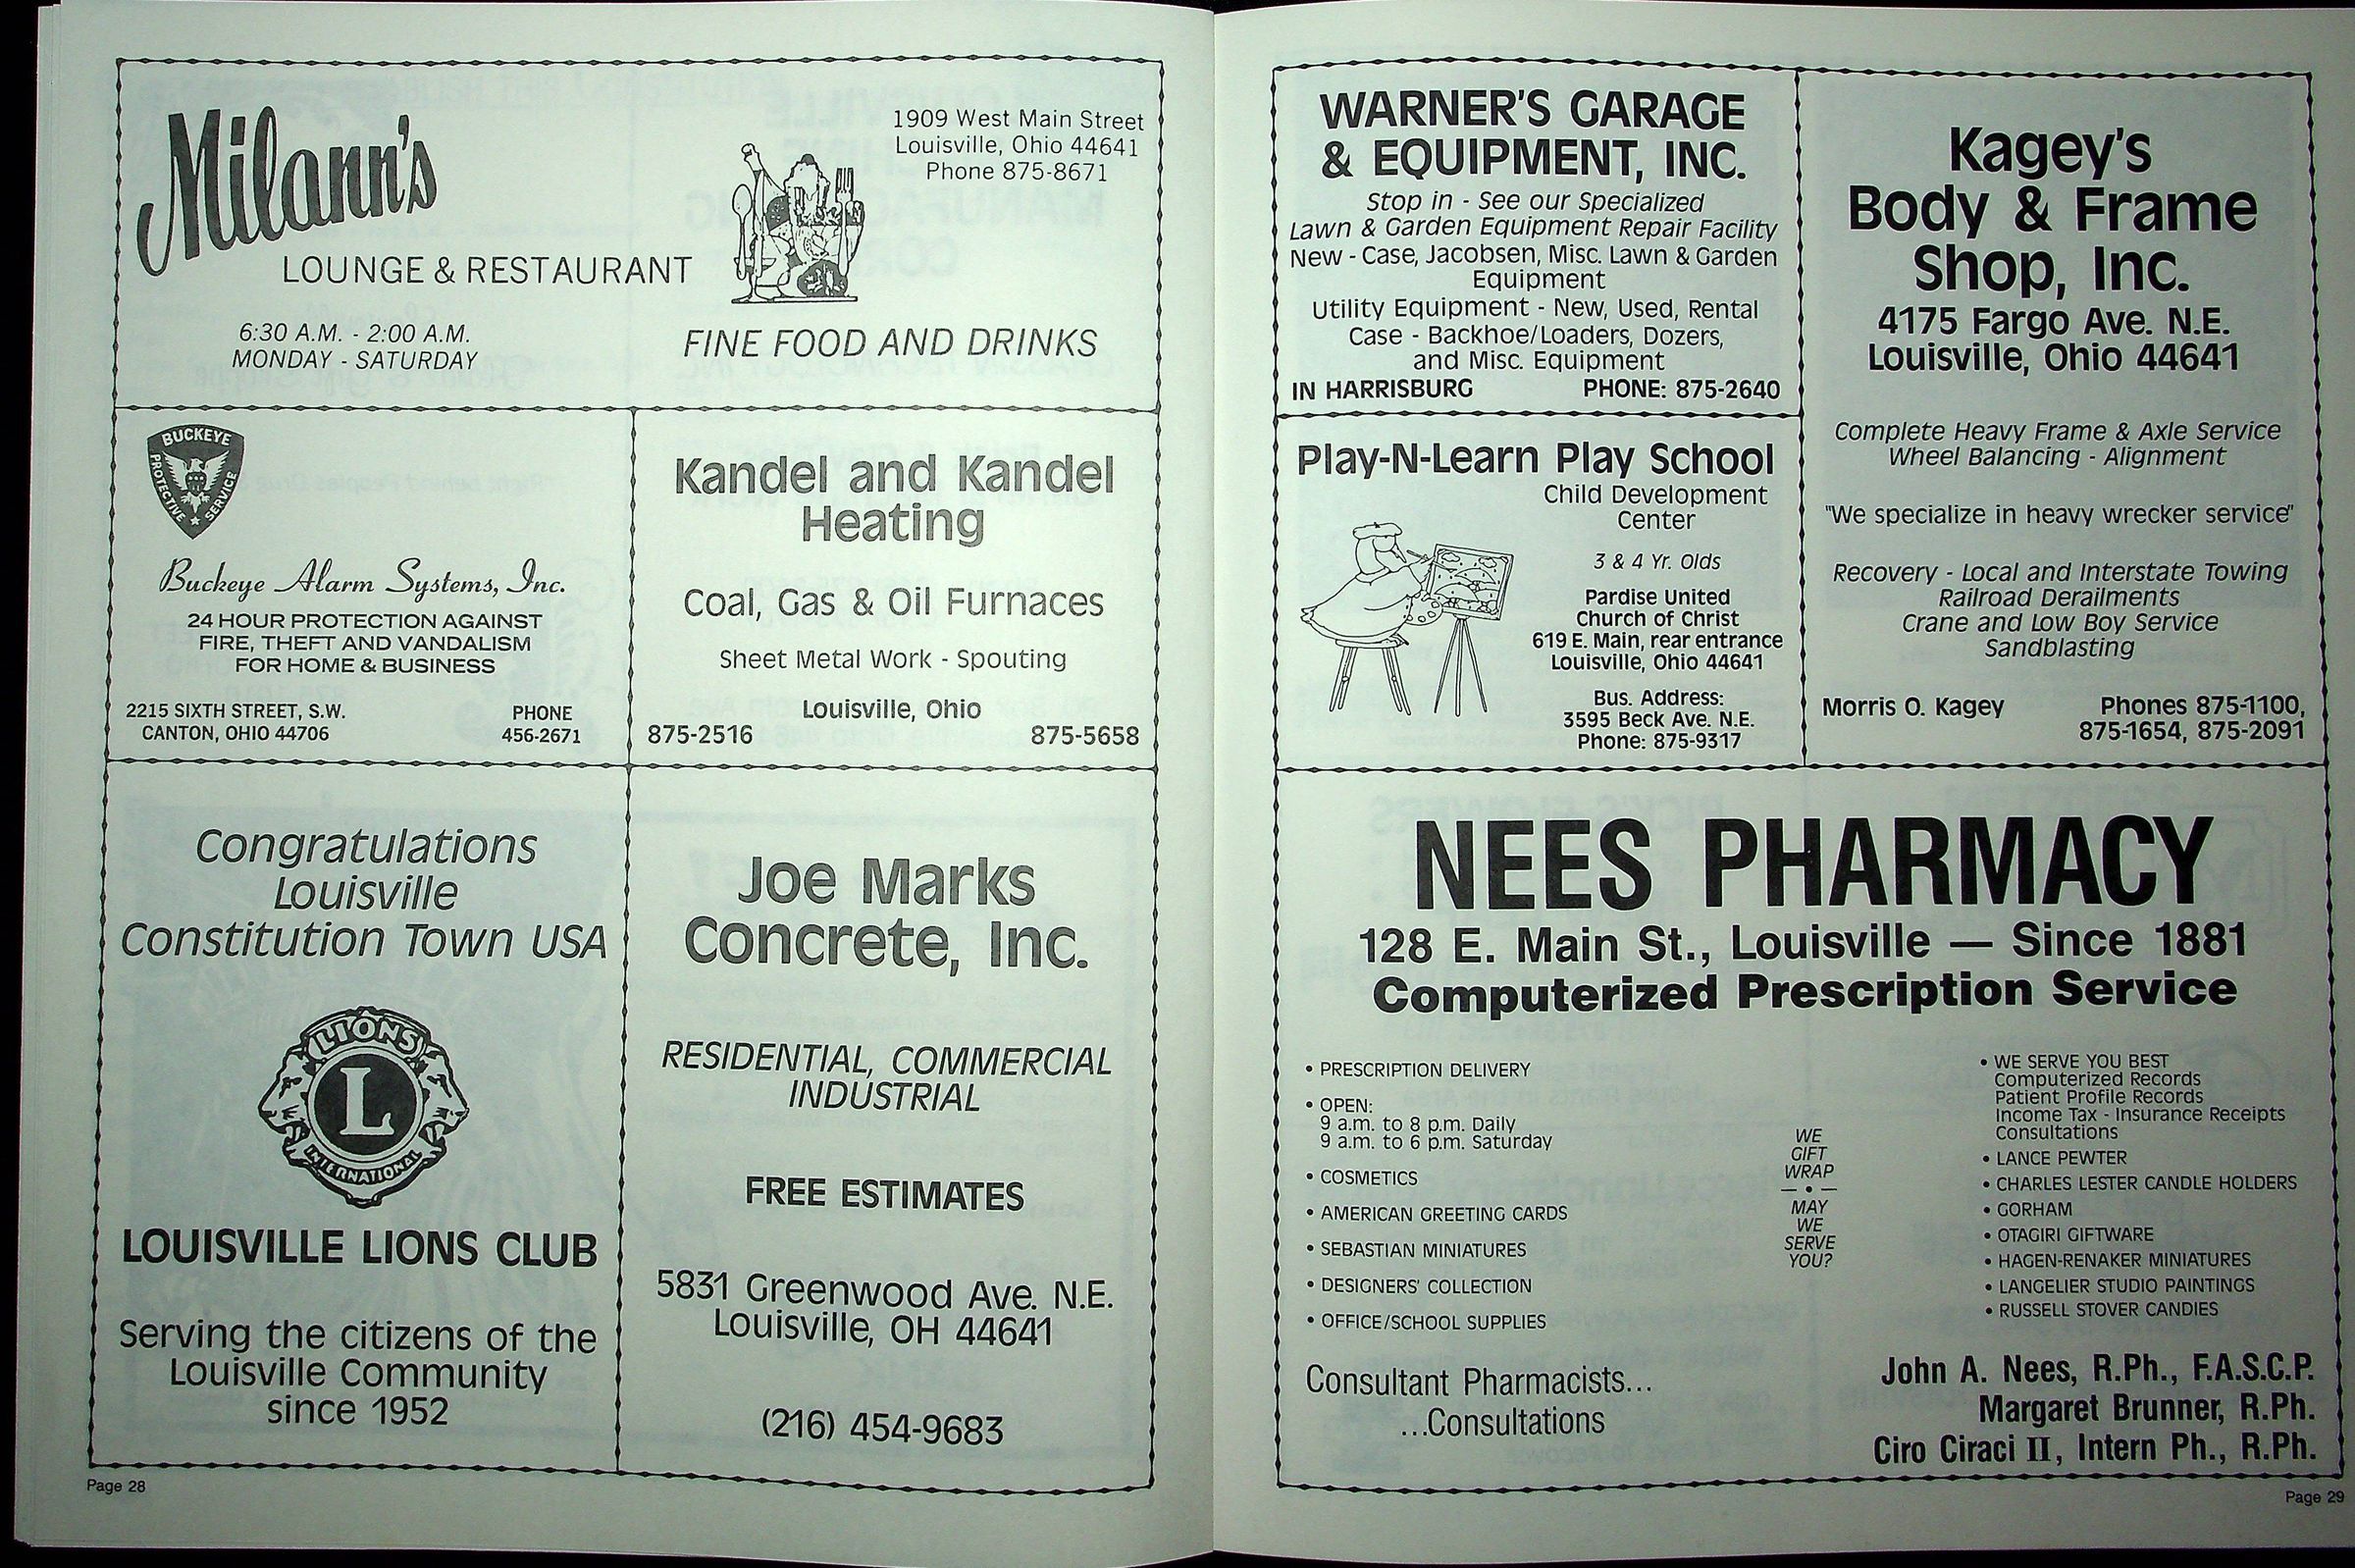 Milann's
LOUNGE & RESTAURANT
6:30 A.M. - 2:00 A.M.
MONDAY - SATURDAY
1909 West Main Street
Louisville, Ohio 44641
Phone 875-8671
FINE FOOD AND DRINKS
BUCKEYE
PROTECTIVE SERVICE
Buckeye Alarm Systems, Inc.
24 HOUR PROTECTION AGAINST
FIRE, THEFT AND VANDALISM
FOR HOME & BUSINESS
2215 SIXTH STREET, S.W.
CANTON, OHIO 44706
PHONE
456-2671
Kandel and Kandel
Heating
Coal, Gas & Oil Furnaces
Sheet Metal Work - Spouting
Louisville, Ohio
875-2516 875-5658
Congratulations
Louisville
Constitution Town USA
LIONS
L
INTERNATIONAL
LOUISVILLE LIONS CLUB
Serving the citizens of the
Louisville Community
since 1952
Joe Marks
Concrete, Inc.
RESIDENTIAL, COMMERCIAL
INDUSTRIAL
FREE ESTIMATES
5831 Greenwood Ave. N.E.
Louisville, OH 44641
(216) 454-9683
Page 28
WARNER'S GARAGE
& EQUIPMENT, INC.
Stop in - See our Specialized
Lawn & Garden Equipment Repair Facility
New - Case, Jacobsen, Misc. Lawn & Garden
Equipment
Utility Equipment - New, Used, Rental
Case - Backhoe/Loaders, Dozers,
and Misc. Equipment
IN HARRISBURG PHONE: 875-2640
Play-N-Learn Play School
Child Development
Center
3 & 4 Yr. Olds
Pardise United
Church of Christ
619 E. Main, rear entrance
Louisville, Ohio 44641
Bus. Address:
3595 Beck Ave. N.E.
Phone: 875-9317
Kagey's
Body & Frame
Shop, Inc.
4175 Fargo Ave. N.E.
Louisville, Ohio 44641
Complete Heavy Frame & Axle Service
Wheel Balancing - Alignment
"We specialize in heavy wrecker service"
Recovery - Local and Interstate Towing
Railroad Derailments
Crane and Low Boy Service
Sandblasting
Morris O. Kagey
Phones 875-1100,
875-1654, 875-2091
NEES PHARMACY
128 E. Main St., Louisville — Since 1881
Computerized Prescription Service
• PRESCRIPTION DELIVERY
• OPEN:
9 a.m. to 8 p.m. Daily
9 a.m. to 6 p.m. Saturday
• COSMETICS
• AMERICAN GREETING CARDS
• SEBASTIAN MINIATURES
• DESIGNERS' COLLECTION
• OFFICE/SCHOOL SUPPLIES
WE
GIFT
WRAP
— • —
MAY
WE
SERVE
YOU?
• WE SERVE YOU BEST
Computerized Records
Patient Profile Records
Income Tax - Insurance Receipts
Consultations
• LANCE PEWTER
• CHARLES LESTER CANDLE HOLDERS
• GORHAM
• OTAGIRI GIFTWARE
• HAGEN-RENAKER MINIATURES
• LANGELIER STUDIO PAINTINGS
• RUSSELL STOVER CANDIES
Consultant Pharmacists...
...Consultations
John A. Nees, R.Ph., F.A.S.C.P.
Margaret Brunner, R.Ph.
Ciro Ciraci II, Intern Ph., R.Ph.
Page 29